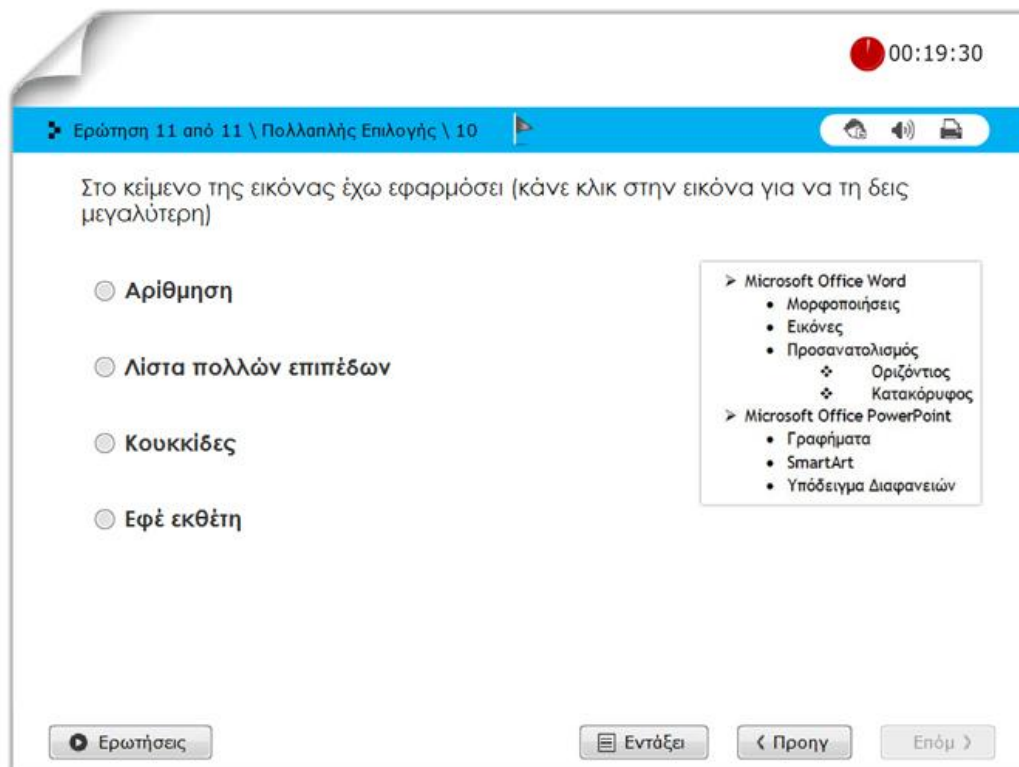 00:19:30
Ερώτηση 11 από 11 \ Πολλαπλής Επιλογής \ 10
Στο κείμενο της εικόνας έχω εφαρμόσει (κάνε κλικ στην εικόνα για να τη δεις
μεγαλύτερη)
Αρίθμηση
Λίστα πολλών επιπέδων
Κουκκίδες
Εφέ εκθέτη
➢ Microsoft Office Word
• Μορφοποιήσεις
• Εικόνες
• Προσανατολισμός
❖ Οριζόντιος
❖ Κατακόρυφος
➢ Microsoft Office PowerPoint
• Γραφήματα
• SmartArt
• Υπόδειγμα Διαφανειών
Ερωτήσεις
Εντάξει
Προηγ
Επόμ